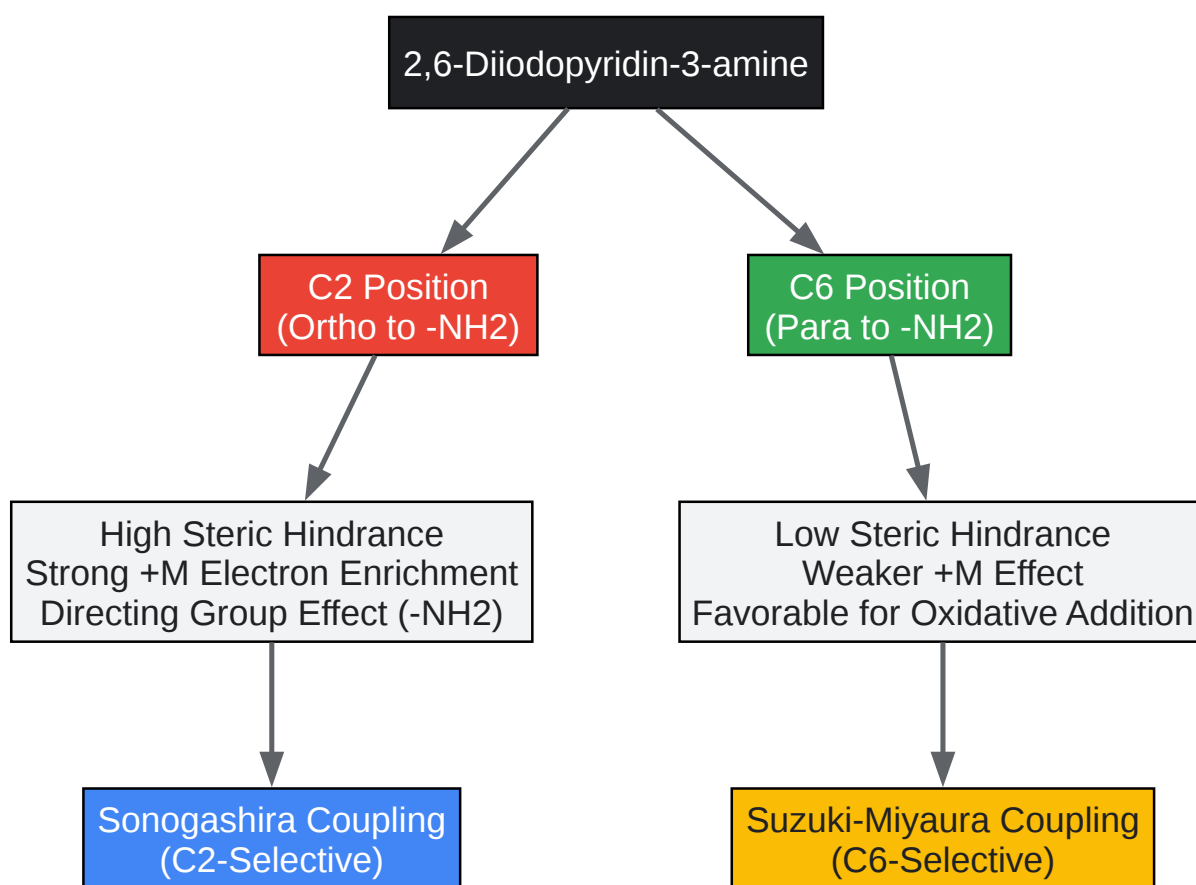 2,6-Diiodopyridin-3-amine
C2 Position
(Ortho to -NH2)
C6 Position
(Para to -NH2)
High Steric Hindrance
Strong +M Electron Enrichment
Directing Group Effect (-NH2)
Low Steric Hindrance
Weaker +M Effect
Favorable for Oxidative Addition
Sonogashira Coupling
(C2-Selective)
Suzuki-Miyaura Coupling
(C6-Selective)